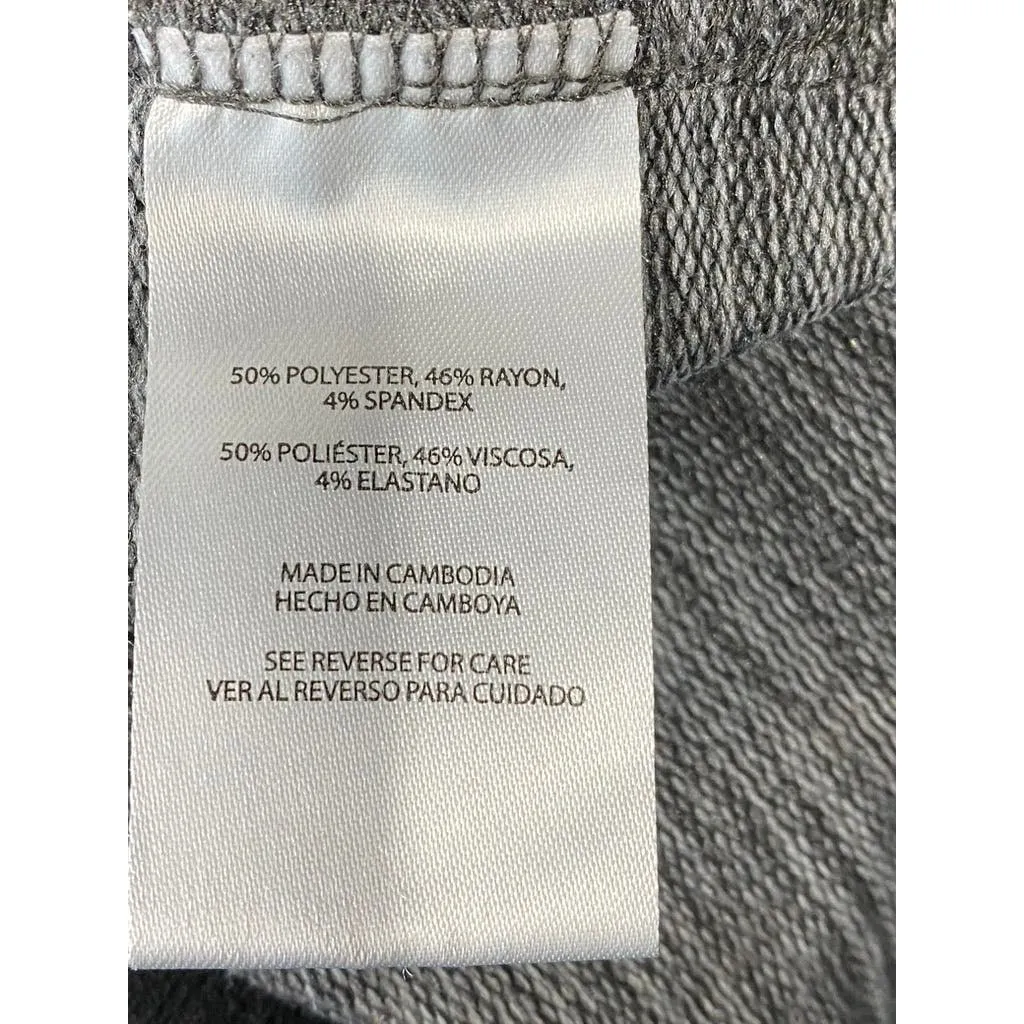 50% POLYESTER, 46% RAYON,
4% SPANDEX
50% POLIÉSTER, 46% VISCOSA,
4% ELASTANO
MADE IN CAMBODIA
HECHO EN CAMBOYA
SEE REVERSE FOR CARE
VER AL REVERSO PARA CUIDADO